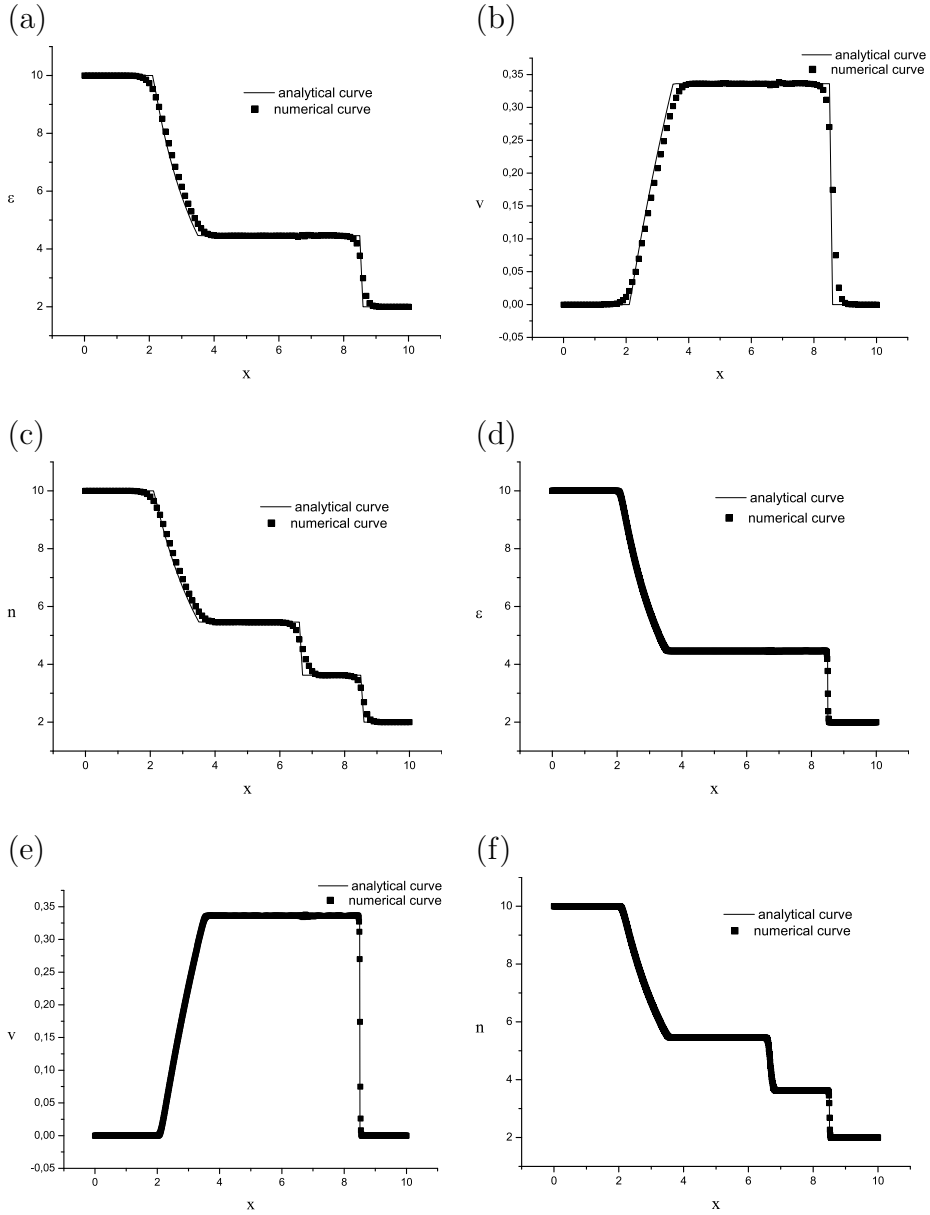 (a)
analytical curve
numerical curve
10
8
6
4
2
ε
0 2 4 6 8 10
x
(b)
analytical curve
numerical curve
0,35
0,30
0,25
0,20
0,15
0,10
0,05
0,00
-0,05
v
0 2 4 6 8 10
x
(c)
analytical curve
numerical curve
10
8
6
4
2
n
0 2 4 6 8 10
x
(d)
analytical curve
numerical curve
10
8
6
4
2
ε
0 2 4 6 8 10
x
(e)
analytical curve
numerical curve
0,35
0,30
0,25
0,20
0,15
0,10
0,05
0,00
-0,05
v
0 2 4 6 8 10
x
(f)
analytical curve
numerical curve
10
8
6
4
2
n
0 2 4 6 8 10
x